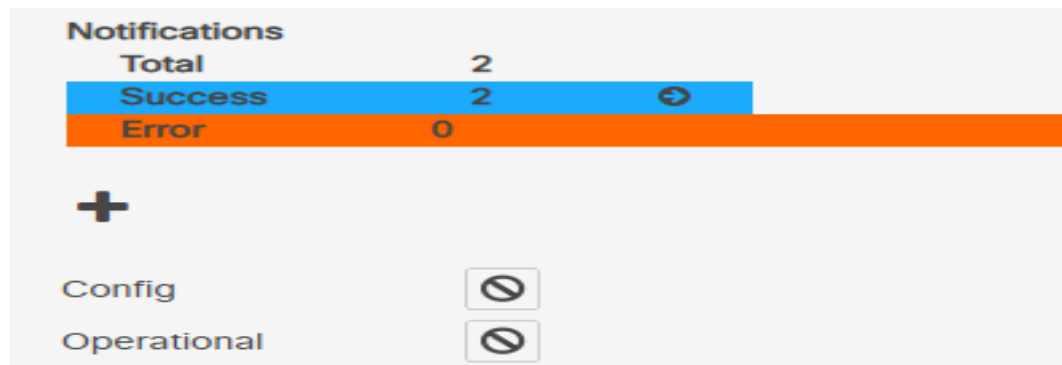 Notifications
Total 2
Success 2
Error 0
Config
Operational